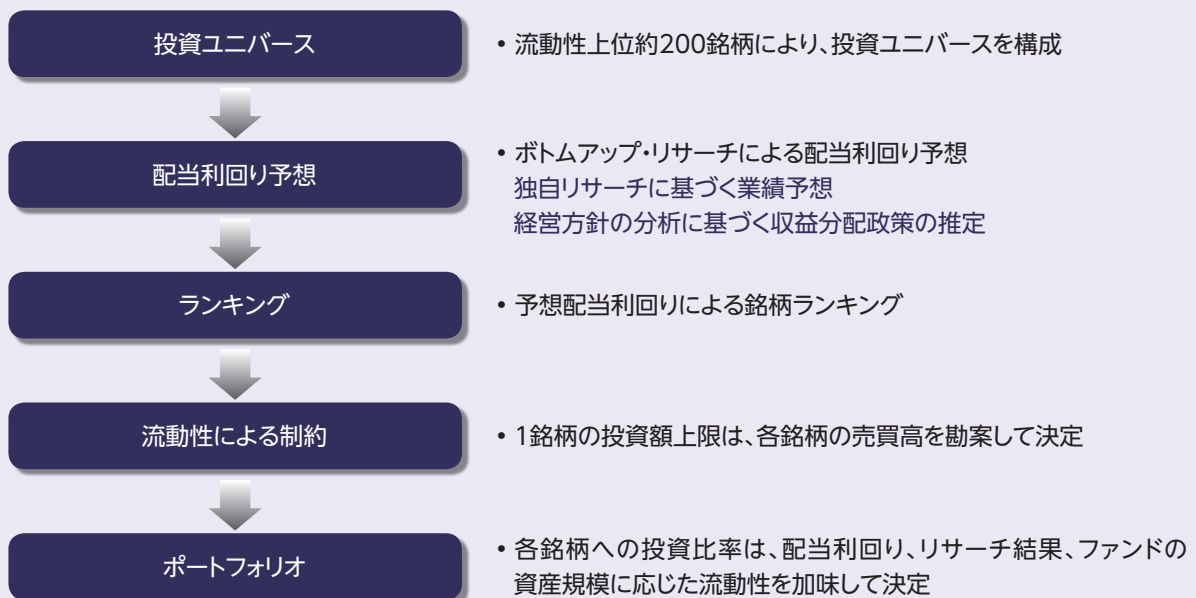 投資ユニバース
• 流動性上位約200銘柄により、投資ユニバースを構成
配当利回り予想
• ボトムアップ・リサーチによる配当利回り予想
独自リサーチに基づく業績予想
経営方針の分析に基づく収益分配政策の推定
ランキング
• 予想配当利回りによる銘柄ランキング
流動性による制約
• 1銘柄の投資額上限は、各銘柄の売買高を勘案して決定
ポートフォリオ
• 各銘柄への投資比率は、配当利回り、リサーチ結果、ファンドの
資産規模に応じた流動性を加味して決定